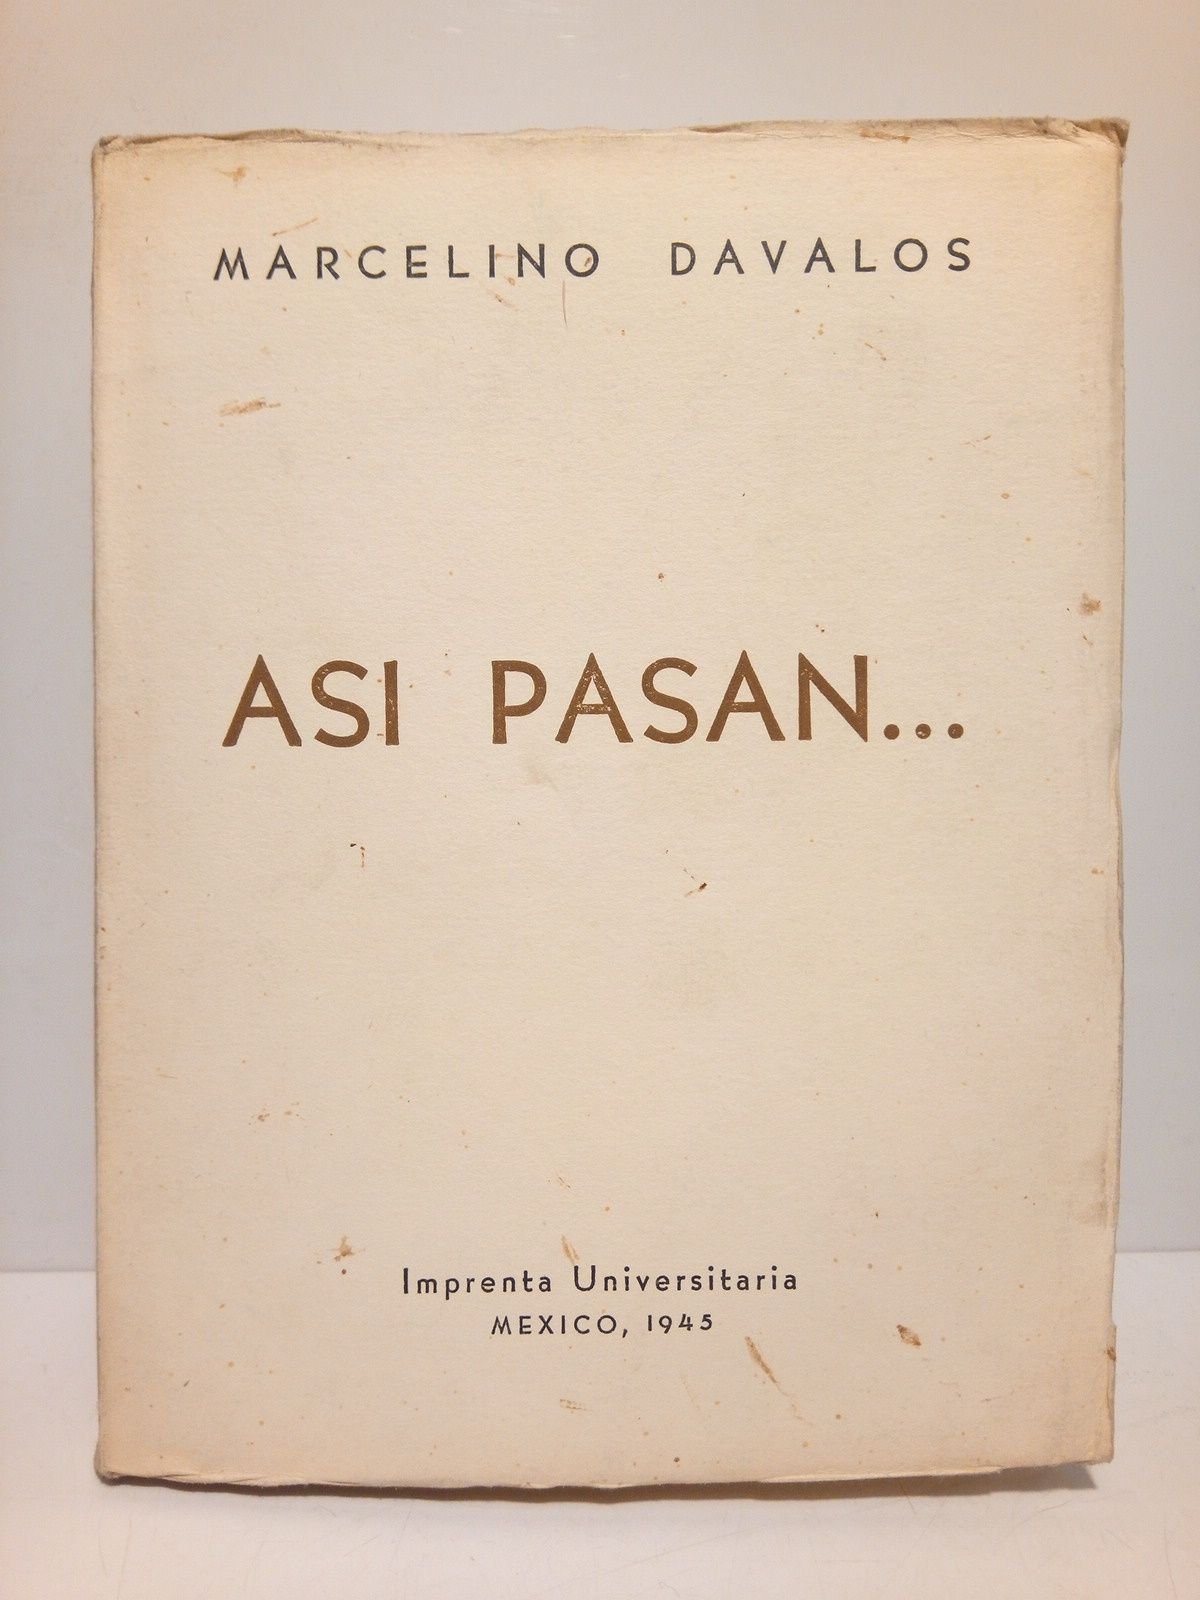 MARCELINO DAVALOS
ASI PASAN...
Imprenta Universitaria
MEXICO, 1945